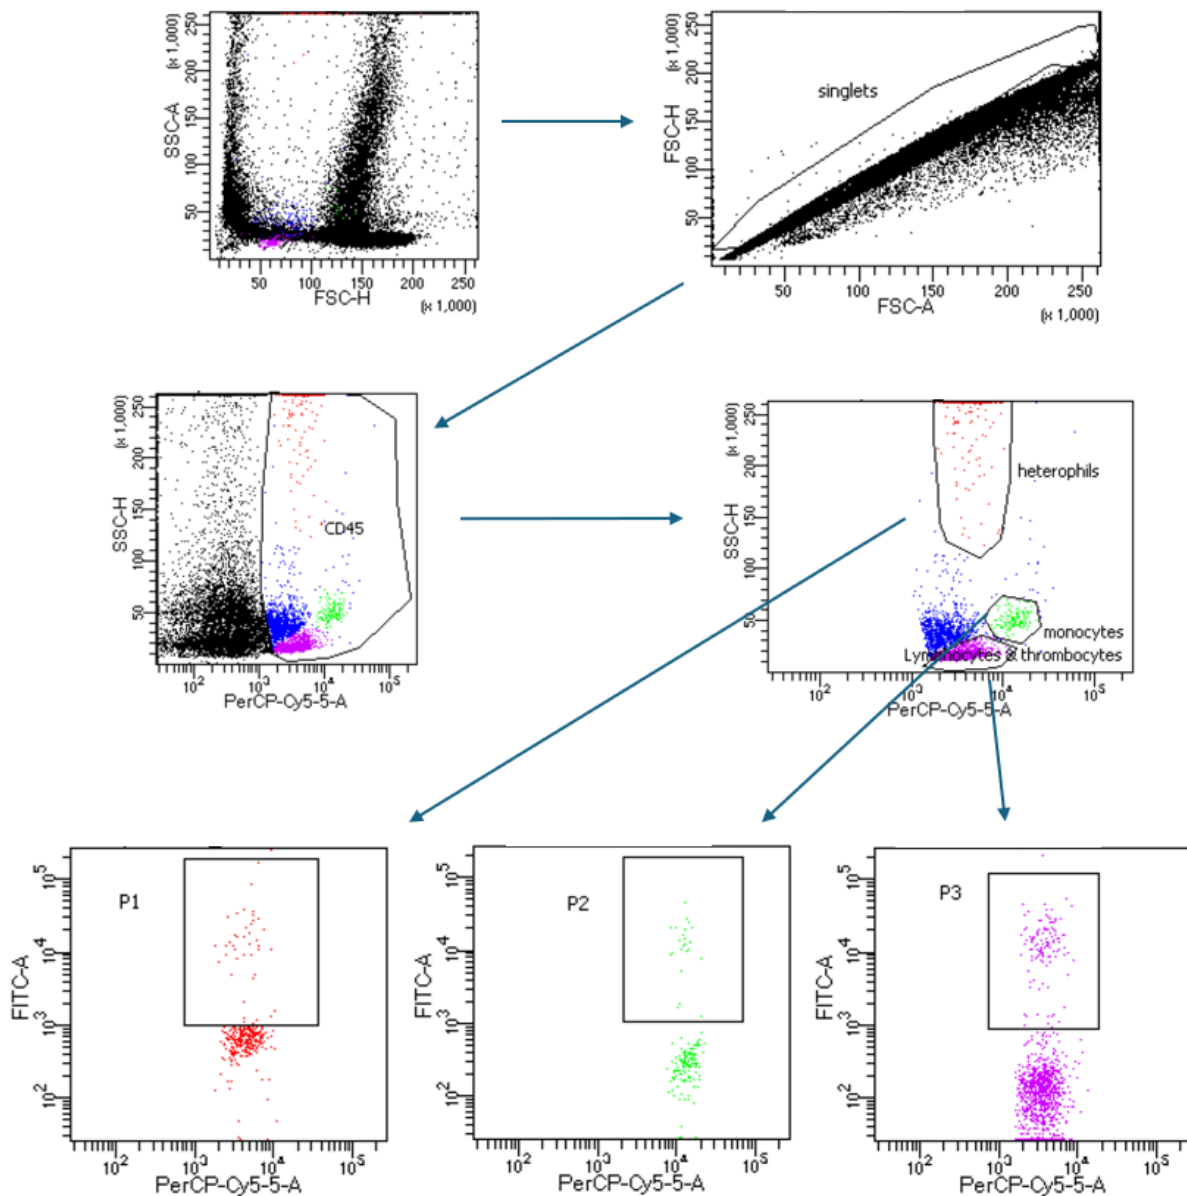 SSC-A
(x 1,000)
250
200
150
100
50
50 100 150 200 250
FSC-H
(x 1,000)
FSC-H
(x 1,000)
250
200
150
100
50
singlets
50 100 150 200 250
FSC-A
(x 1,000)
SSC-H
(x 1,000)
250
200
150
100
50
CD45
10² 10³ 10⁴ 10⁵
PerCP-Cy5-5-A
SSC-H
(x 1,000)
250
200
150
100
50
heterophils
monocytes
Lymphocytes & thrombocytes
10² 10³ 10⁴ 10⁵
PerCP-Cy5-5-A
FITC-A
10⁵
10⁴
10³
10²
P1
10² 10³ 10⁴ 10⁵
PerCP-Cy5-5-A
FITC-A
10⁵
10⁴
10³
10²
P2
10² 10³ 10⁴ 10⁵
PerCP-Cy5-5-A
FITC-A
10⁵
10⁴
10³
10²
P3
10² 10³ 10⁴ 10⁵
PerCP-Cy5-5-A